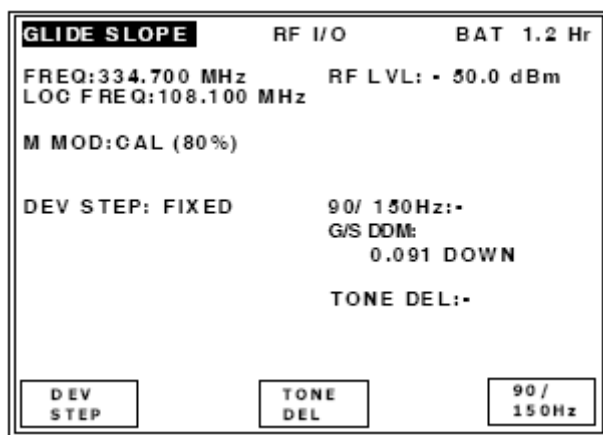 GLIDE SLOPE RF I/O BAT 1.2 Hr
FREQ:334.700 MHz RF LVL: - 50.0 dBm
LOC FREQ:108.100 MHz
M MOD:CAL (80%)
DEV STEP: FIXED 90/ 150Hz:-
G/S DDM:
0.091 DOWN
TONE DEL:-
DEV
STEP
TONE
DEL
90/
150Hz